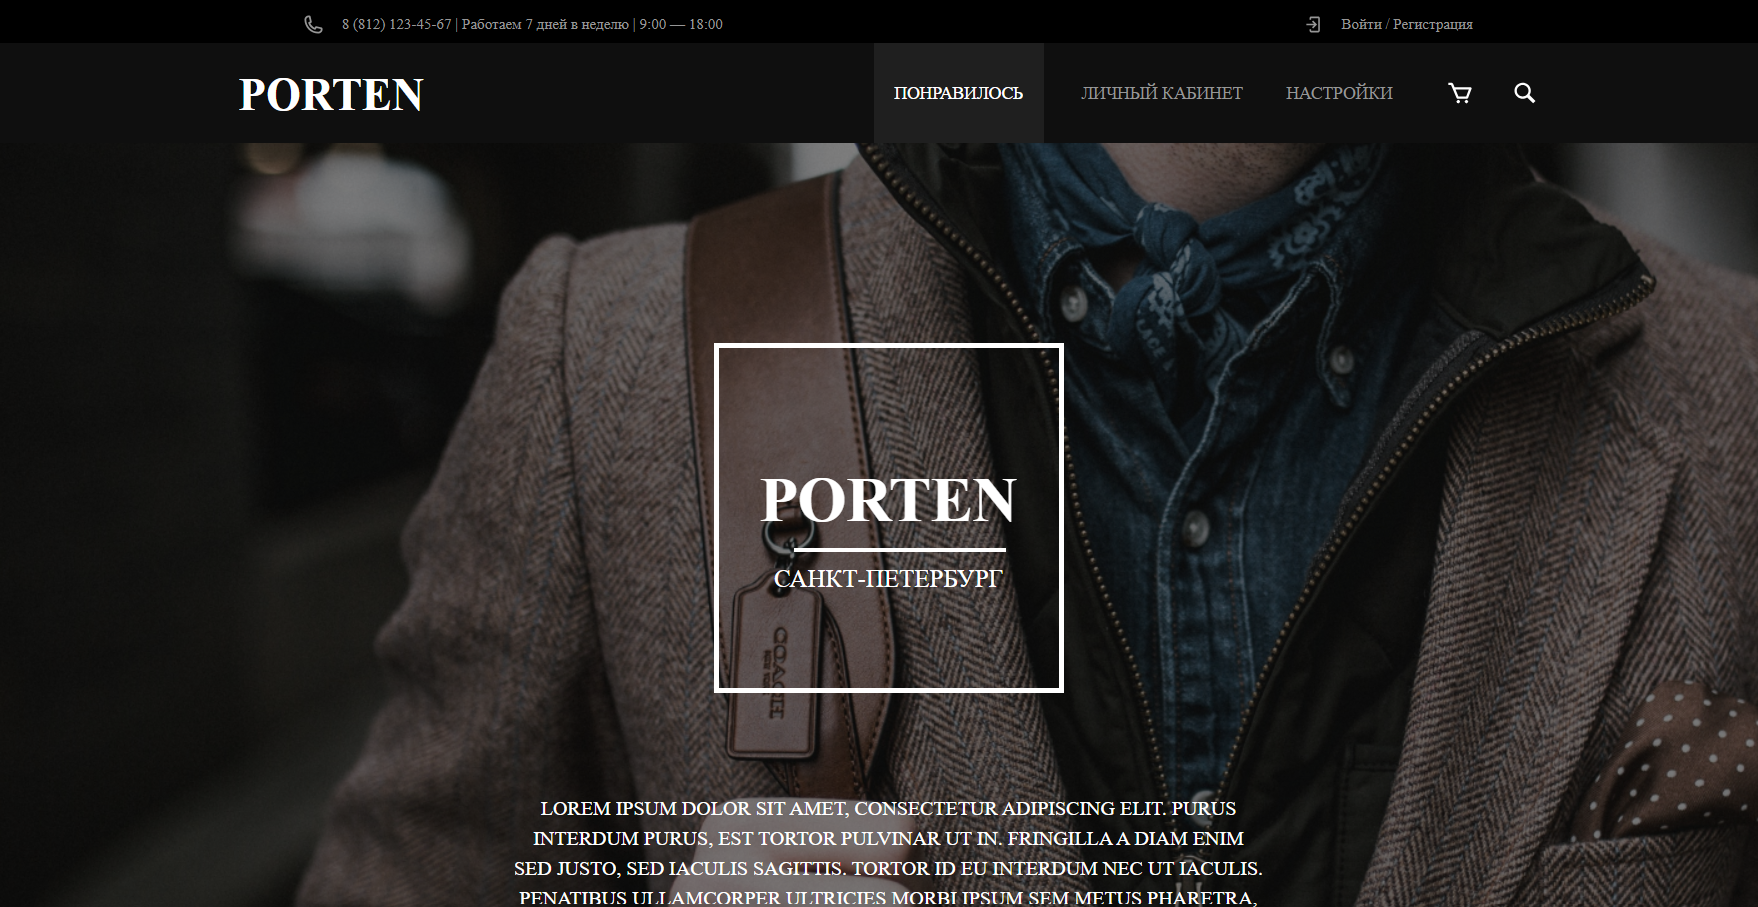 8 (812) 123-45-67 | Работаем 7 дней в неделю | 9:00 — 18:00
Войти / Регистрация
PORTEN
ПОНРАВИЛОСЬ
ЛИЧНЫЙ КАБИНЕТ
НАСТРОЙКИ
PORTEN
САНКТ-ПЕТЕРБУРГ
COACH
LOREM IPSUM DOLOR SIT AMET, CONSECTETUR ADIPISCING ELIT. PURUS
INTERDUM PURUS, EST TORTOR PULVINAR UT IN. FRINGILLA A DIAM ENIM
SED JUSTO, SED IACULIS SAGITTIS. TORTOR ID EU INTERDUM NEC UT IACULIS.
PENATIBUS ULLAMCORPER ULTRICIES MORBI IPSUM SEM METUS PHARETRA,